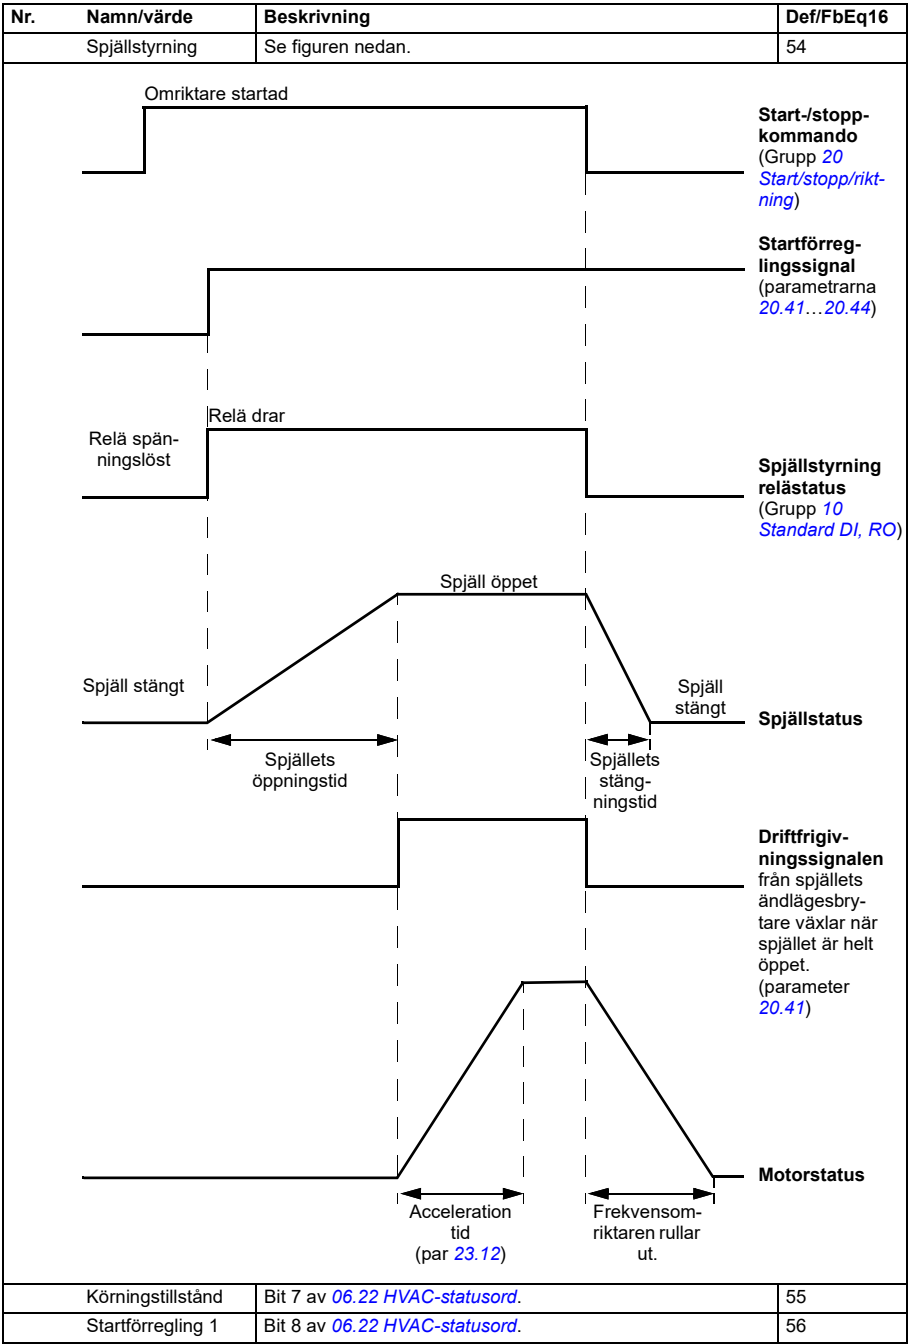 Nr. Namn/värde Beskrivning Def/FbEq16
Spjällstyrning Se figuren nedan. 54
Omriktare startad
Start-/stopp-
kommando
(Grupp 20
Start/stopp/rikt-
ning)
Startförreg-
lingssignal
(parametrarna
20.41…20.44)
Relä drar
Relä spän-
ningslöst
Spjällstyrning
relästatus
(Grupp 10
Standard DI, RO)
Spjäll öppet
Spjäll stängt
Spjäll
stängt
Spjällstatus
Spjällets
öppningstid
Spjällets
stäng-
ningstid
Driftfrigiv-
ningssignalen
från spjällets
ändlägesbry-
tare växlar när
spjället är helt
öppet.
(parameter
20.41)
Motorstatus
Acceleration
tid
(par 23.12)
Frekvensom-
riktaren rullar
ut.
Körningstillstånd Bit 7 av 06.22 HVAC-statusord. 55
Startförregling 1 Bit 8 av 06.22 HVAC-statusord. 56